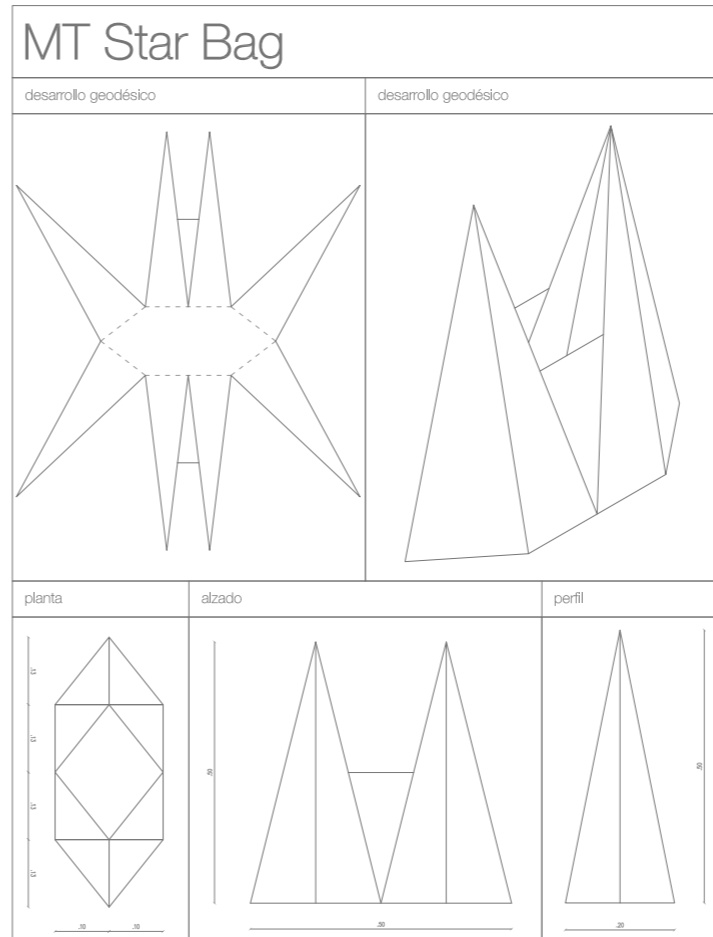 MT Star Bag
desarrollo geodésico
desarrollo geodésico
planta
alzado
perfil
.13
.13
.13
.13
.10
.10
.50
.50
.50
.20